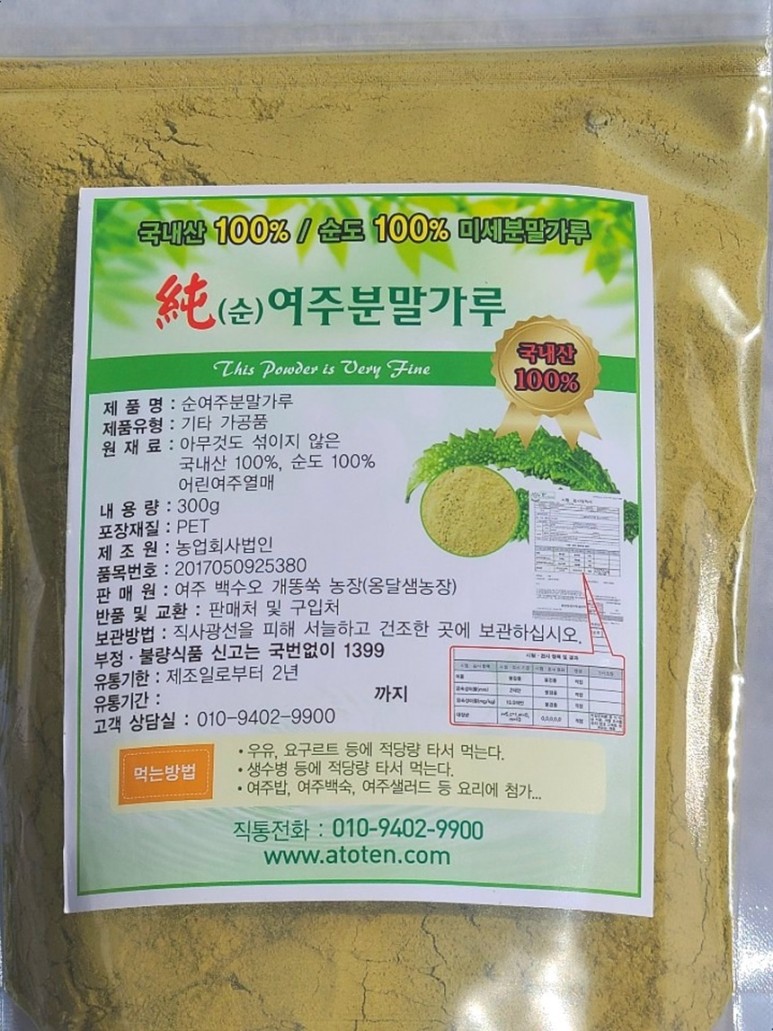 국내산 100% / 순도 100% 미세분말가루
純(순)여주분말가루
국내산
100%
This Powder is Very Fine
제 품 명 : 순여주분말가루
제품유형 : 기타 가공품
원 재 료 : 아무것도 섞이지 않은
국내산 100%, 순도 100%
어린여주열매
내 용 량 : 300g
포장재질 : PET
제 조 원 : 농업회사법인
품목번호 : 2017050925380
판 매 원 : 여주 백수오 개똥쑥 농장(옹달샘농장)
반품 및 교환 : 판매처 및 구입처
보관방법 : 직사광선을 피해 서늘하고 건조한 곳에 보관하십시오.
부정·불량식품 신고는 국번없이 1399
유통기한 : 제조일로부터 2년
유통기간 : 까지
고객 상담실 : 010-9402-9900
먹는방법
• 우유, 요구르트 등에 적당량 타서 먹는다.
• 생수병 등에 적당량 타서 먹는다.
• 여주밥, 여주백숙, 여주샐러드 등 요리에 첨가...
직통전화 : 010-9402-9900
www.atoten.com